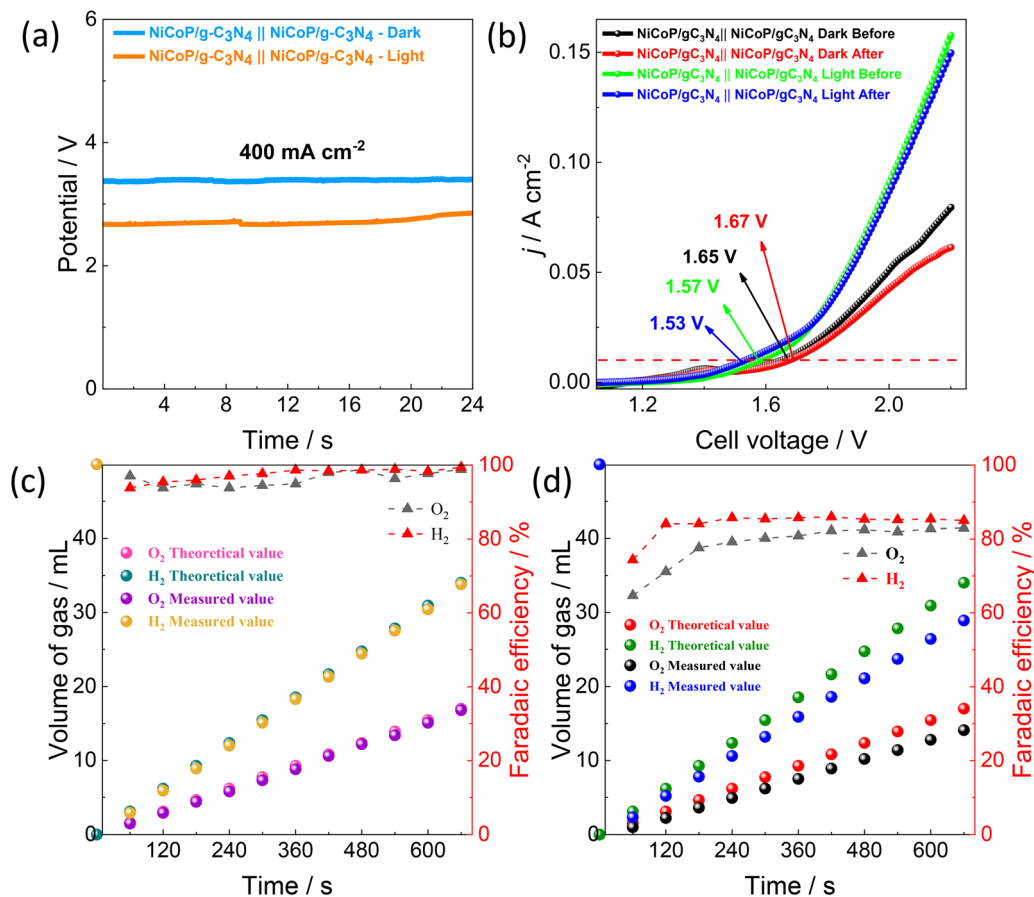 (a)
NiCoP/g-C₃N₄ || NiCoP/g-C₃N₄ - Dark
NiCoP/g-C₃N₄ || NiCoP/g-C₃N₄ - Light
400 mA cm⁻²
Potential / V
6
4
2
0
4
8
12
16
20
24
Time / s
(b)
NiCoP/gC₃N₄|| NiCoP/gC₃N₄ Dark Before
NiCoP/gC₃N₄|| NiCoP/gC₃N₄ Dark After
NiCoP/gC₃N₄ || NiCoP/gC₃N₄ Light Before
NiCoP/gC₃N₄ || NiCoP/gC₃N₄ Light After
1.67 V
1.65 V
1.57 V
1.53 V
j / A cm⁻²
0.15
0.10
0.05
0.00
1.2
1.6
2.0
Cell voltage / V
(c)
O₂
H₂
O₂ Theoretical value
H₂ Theoretical value
O₂ Measured value
H₂ Measured value
Volume of gas / mL
40
30
20
10
0
120
240
360
480
600
Time / s
100
80
60
40
20
0
Faradaic efficiency / %
(d)
O₂
H₂
O₂ Theoretical value
H₂ Theoretical value
O₂ Measured value
H₂ Measured value
Volume of gas / mL
40
30
20
10
0
120
240
360
480
600
Time / s
100
80
60
40
20
0
Faradaic efficiency / %